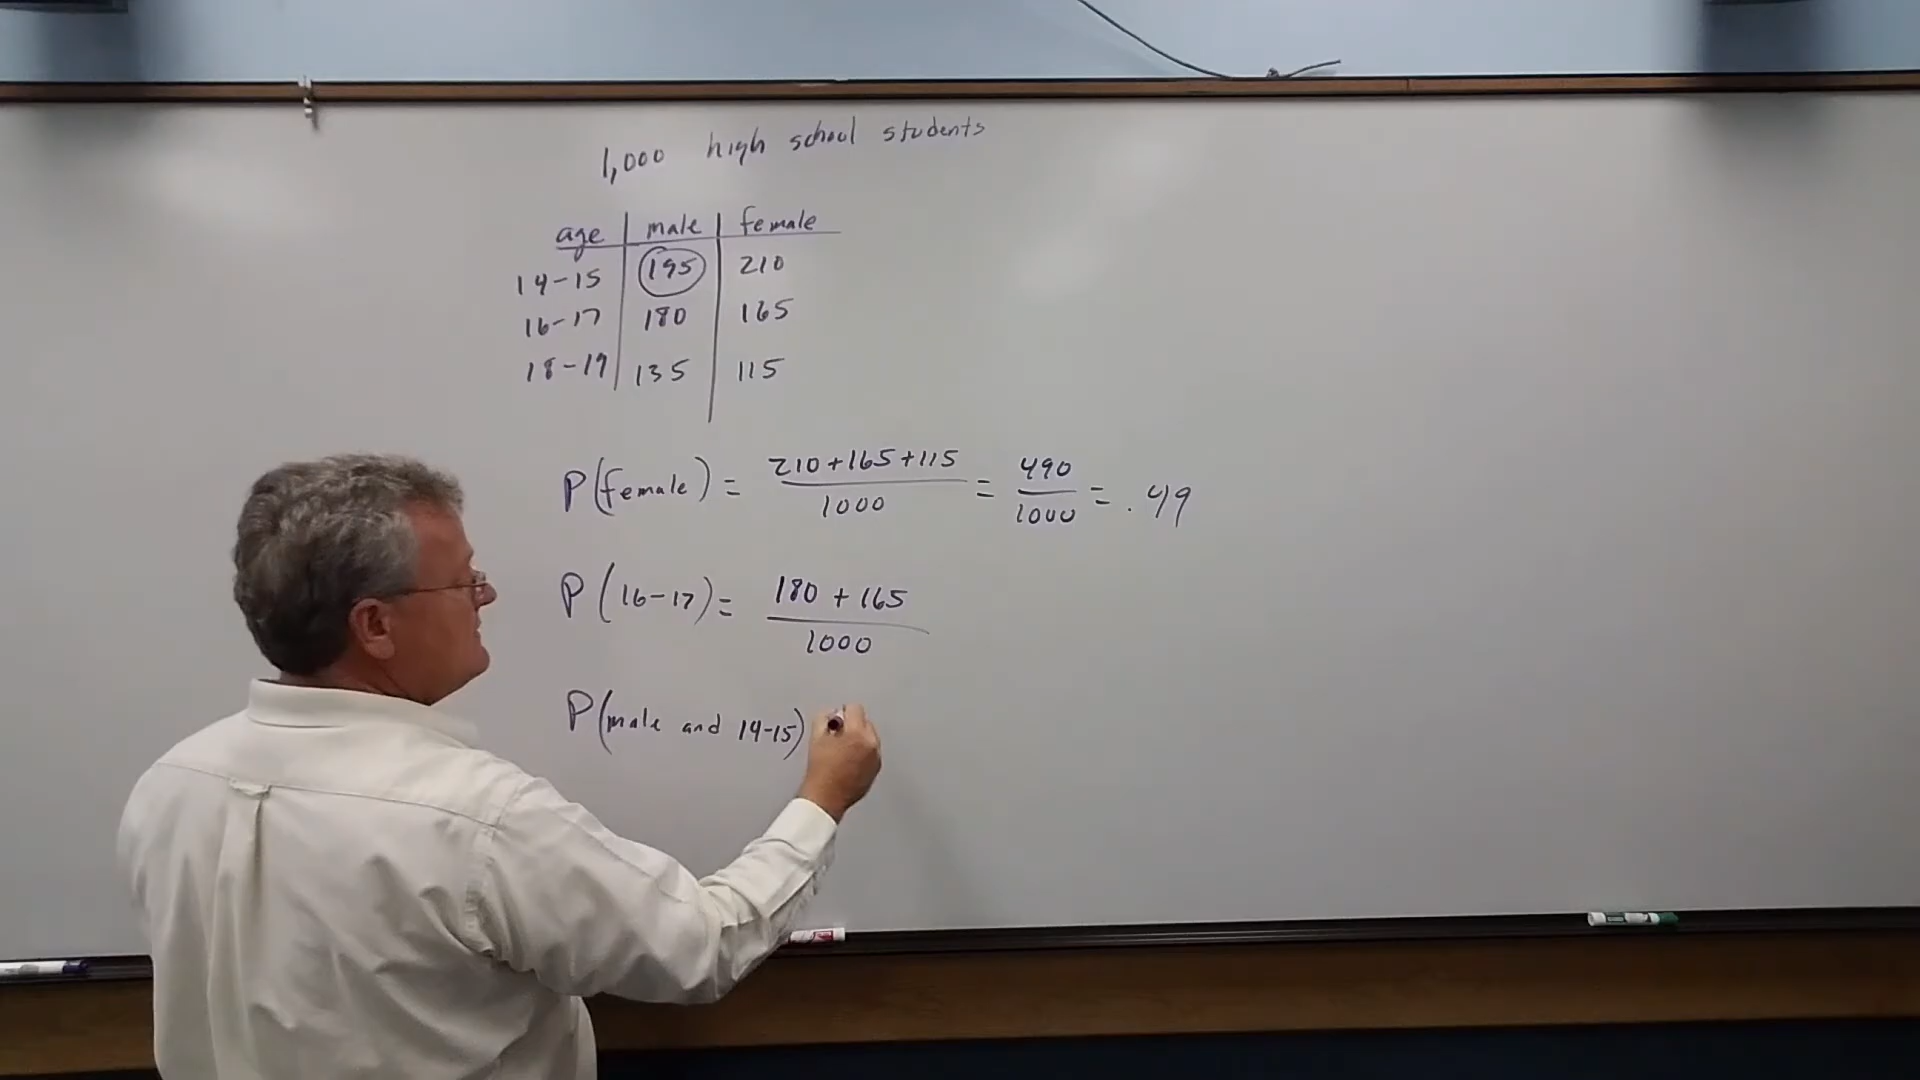 1,000 high school students
age male female
14-15 195 210
16-17 180 165
18-19 135 115
P(female) = 210+165+115 / 1000 = 490 / 1000 = .49
P(16-17) = 180 + 165 / 1000
P(male and 14-15)